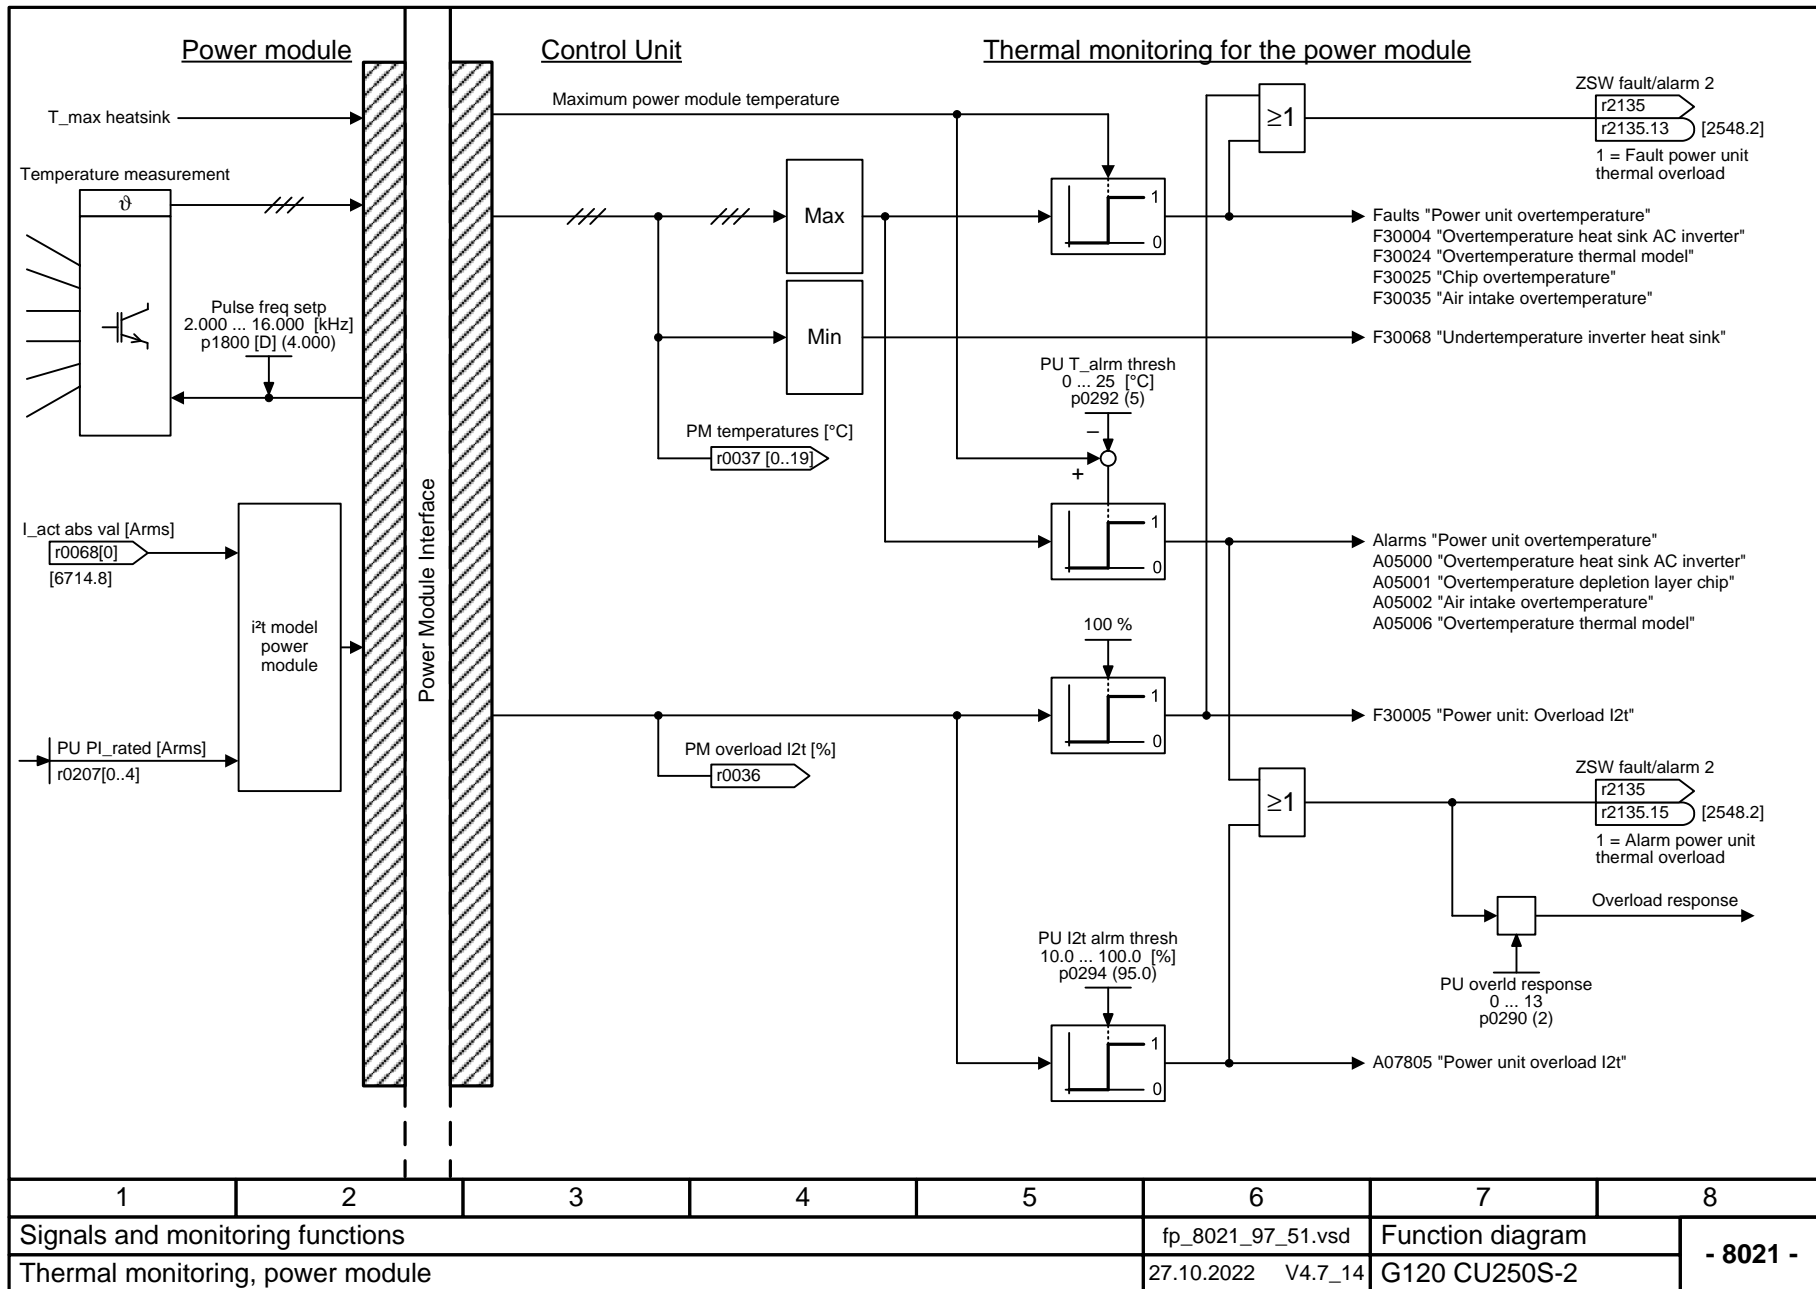 Power module
Control Unit
Thermal monitoring for the power module
T_max heatsink
Maximum power module temperature
≥1
ZSW fault/alarm 2
r2135
r2135.13
[2548.2]
1 = Fault power unit
thermal overload
Temperature measurement
ϑ
Max
1
0
Faults "Power unit overtemperature"
F30004 "Overtemperature heat sink AC inverter"
F30024 "Overtemperature thermal model"
F30025 "Chip overtemperature"
F30035 "Air intake overtemperature"
Pulse freq setp
2.000 ... 16.000 [kHz]
p1800 [D] (4.000)
Min
F30068 "Undertemperature inverter heat sink"
PU T_alrm thresh
0 ... 25 [°C]
p0292 (5)
–
+
PM temperatures [°C]
r0037 [0..19]
Power Module Interface
I_act abs val [Arms]
r0068[0]
[6714.8]
1
0
Alarms "Power unit overtemperature"
A05000 "Overtemperature heat sink AC inverter"
A05001 "Overtemperature depletion layer chip"
A05002 "Air intake overtemperature"
A05006 "Overtemperature thermal model"
i²t model
power
module
100 %
1
0
F30005 "Power unit: Overload I2t"
PU PI_rated [Arms]
r0207[0..4]
PM overload I2t [%]
r0036
≥1
ZSW fault/alarm 2
r2135
r2135.15
[2548.2]
1 = Alarm power unit
thermal overload
Overload response
PU overld response
0 ... 13
p0290 (2)
PU I2t alrm thresh
10.0 ... 100.0 [%]
p0294 (95.0)
1
0
A07805 "Power unit overload I2t"
1 2 3 4 5 6 7 8
Signals and monitoring functions
fp_8021_97_51.vsd
Function diagram
- 8021 -
Thermal monitoring, power module
27.10.2022 V4.7_14
G120 CU250S-2